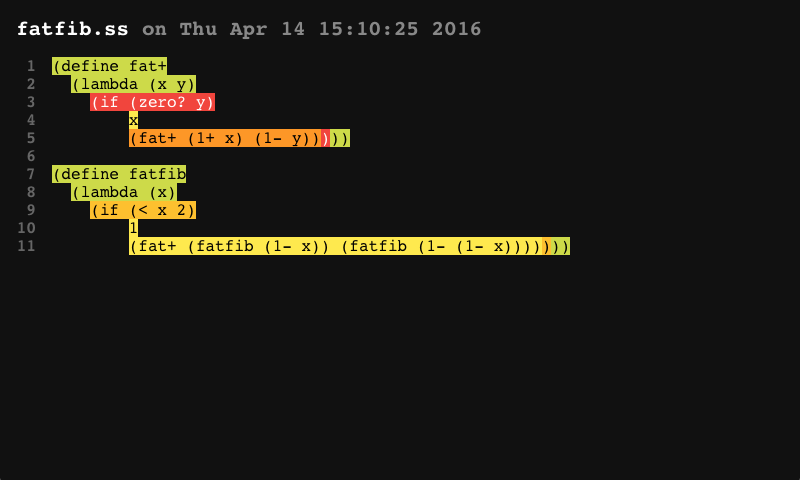 fatfib.ss on Thu Apr 14 15:10:25 2016
1 (define fat+
2 (lambda (x y)
3 (if (zero? y)
4 x
5 (fat+ (1+ x) (1- y)))))
6
7 (define fatfib
8 (lambda (x)
9 (if (< x 2)
10 1
11 (fat+ (fatfib (1- x)) (fatfib (1- (1- x)))))))